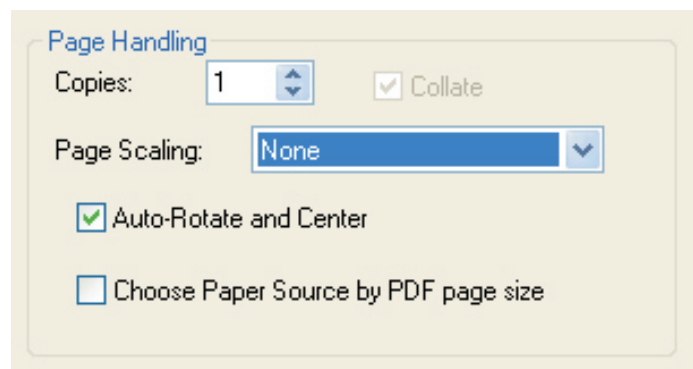 Page Handling
Copies: 1 Collate
Page Scaling: None
Auto-Rotate and Center
Choose Paper Source by PDF page size